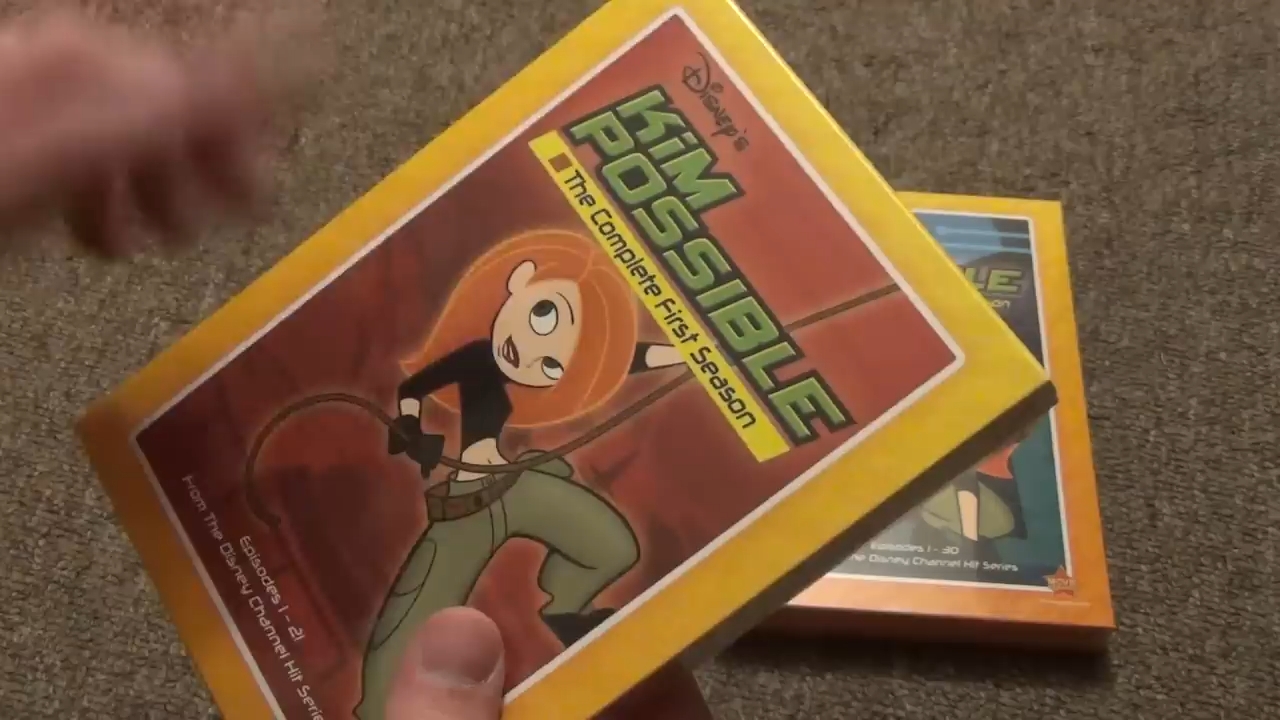 Disney's
KiM
POSSIBLE
The Complete First Season
Episodes 1 - 21
From The Disney Channel Hit Series
LE
Episodes 1 - 30
The Disney Channel Hit Series